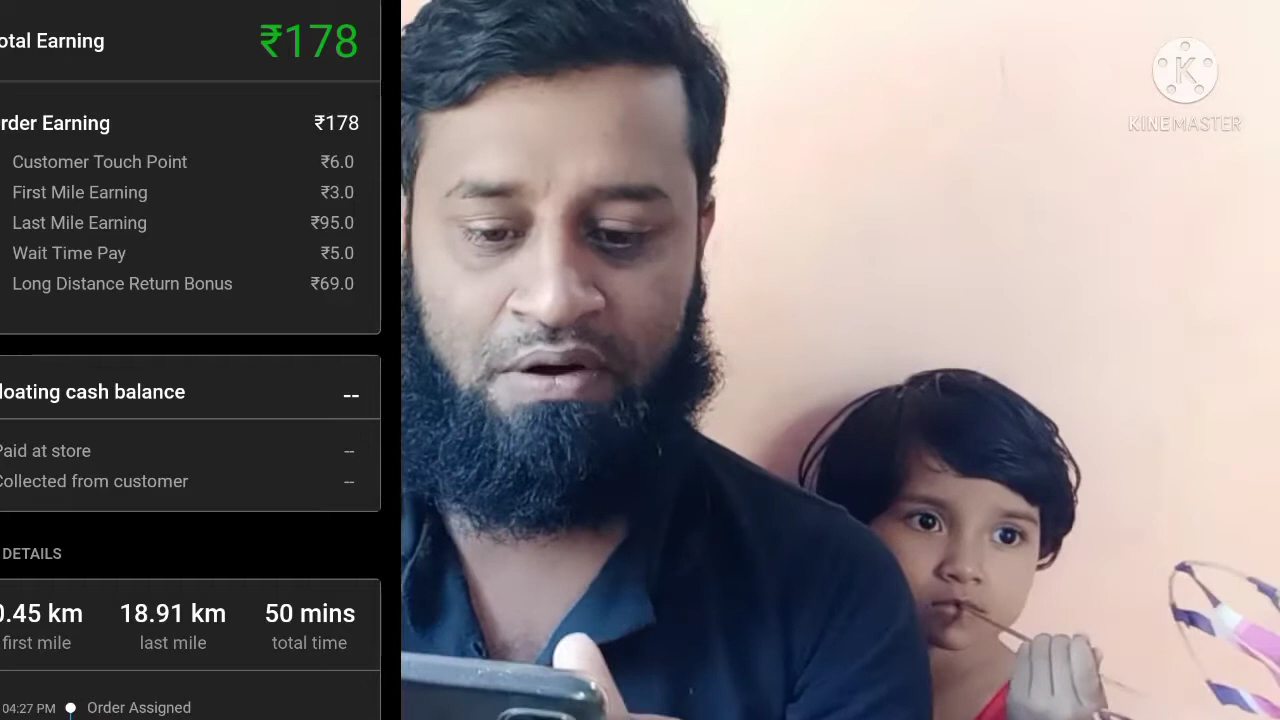 otal Earning ₹178
rder Earning ₹178
Customer Touch Point ₹6.0
First Mile Earning ₹3.0
Last Mile Earning ₹95.0
Wait Time Pay ₹5.0
Long Distance Return Bonus ₹69.0
loating cash balance --
Paid at store --
Collected from customer --
DETAILS
0.45 km 18.91 km 50 mins
first mile last mile total time
04:27 PM Order Assigned
K
KINEMASTER